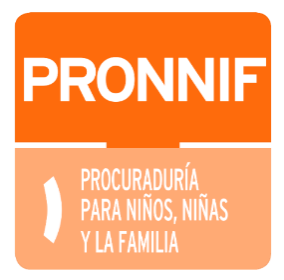 PRONNIF
PROCURADURÍA
PARA NIÑOS, NIÑAS
Y LA FAMILIA